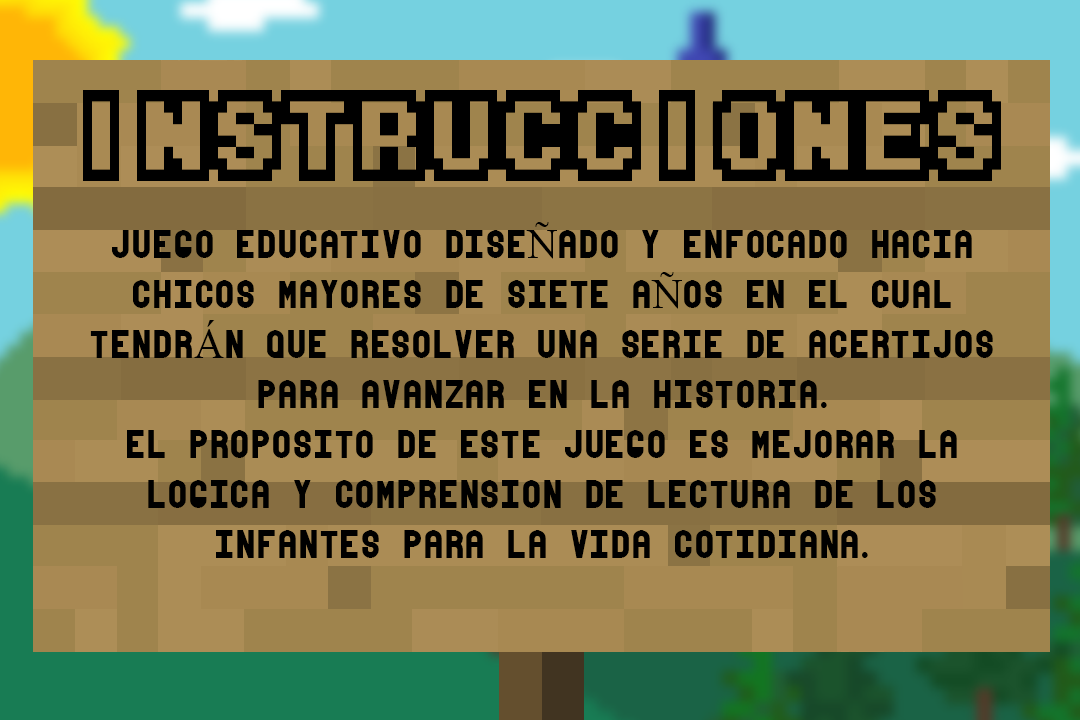 INSTRUCCIONES
JUEGO EDUCATIVO DISEÑADO Y ENFOCADO HACIA
CHICOS MAYORES DE SIETE AÑOS EN EL CUAL
TENDRÁN QUE RESOLVER UNA SERIE DE ACERTIJOS
PARA AVANZAR EN LA HISTORIA.
EL PROPOSITO DE ESTE JUEGO ES MEJORAR LA
LOGICA Y COMPRENSION DE LECTURA DE LOS
INFANTES PARA LA VIDA COTIDIANA.